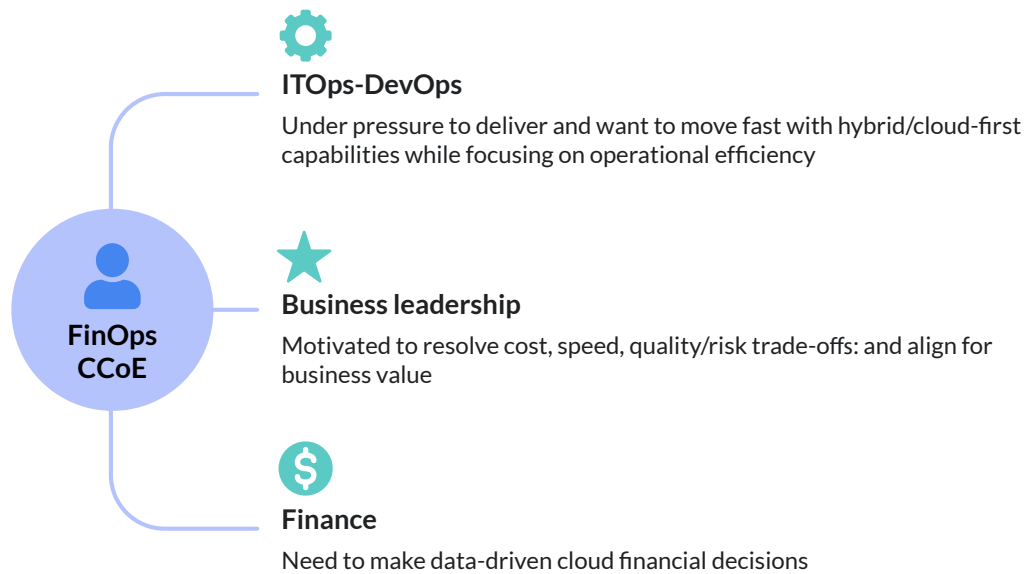 ITOps-DevOps
Under pressure to deliver and want to move fast with hybrid/cloud-first
capabilities while focusing on operational efficiency
FinOps
CCoE
Business leadership
Motivated to resolve cost, speed, quality/risk trade-offs: and align for
business value
$
Finance
Need to make data-driven cloud financial decisions